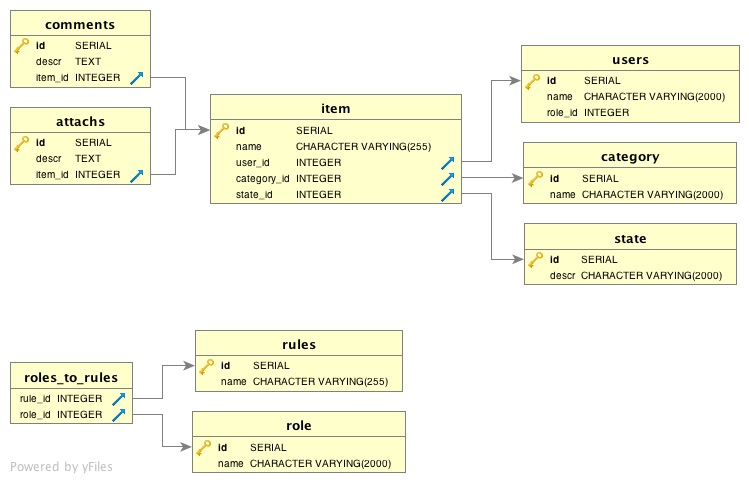 comments
id SERIAL
descr TEXT
item_id INTEGER
attachs
id SERIAL
descr TEXT
item_id INTEGER
item
id SERIAL
name CHARACTER VARYING(255)
user_id INTEGER
category_id INTEGER
state_id INTEGER
users
id SERIAL
name CHARACTER VARYING(2000)
role_id INTEGER
category
id SERIAL
name CHARACTER VARYING(2000)
state
id SERIAL
descr CHARACTER VARYING(2000)
roles_to_rules
rule_id INTEGER
role_id INTEGER
rules
id SERIAL
name CHARACTER VARYING(255)
role
id SERIAL
name CHARACTER VARYING(2000)
Powered by yFiles